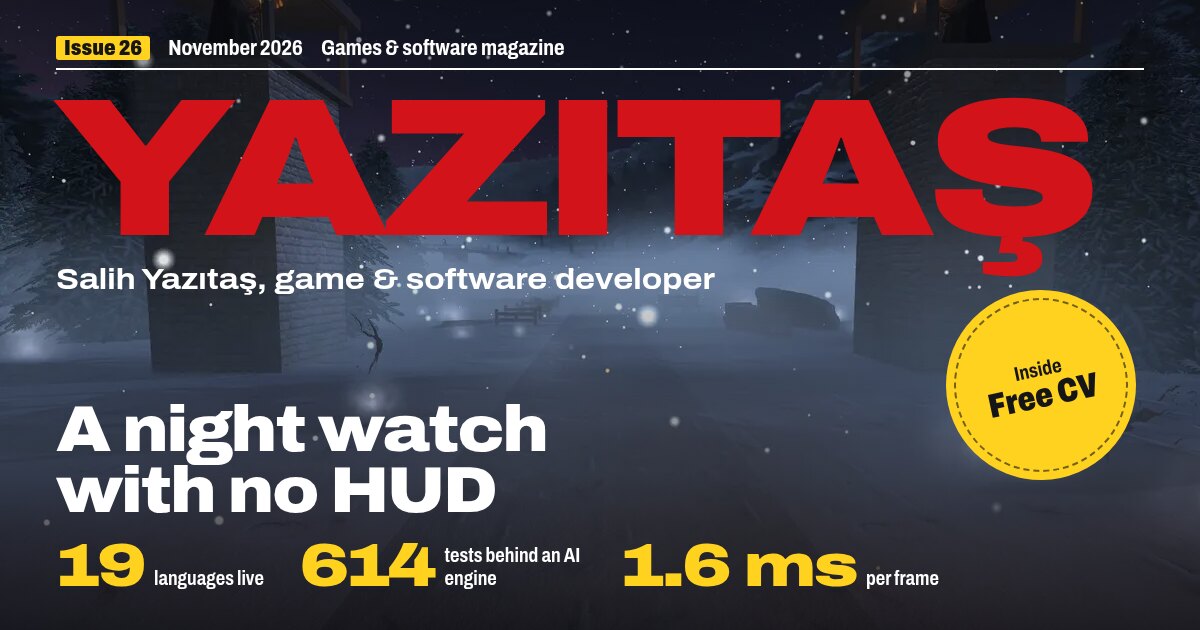 Issue 26 November 2026 Games & software magazine
YAZITAŞ
Salih Yazıtaş, game & software developer
Inside
Free CV
A night watch
with no HUD
19 languages live
614 tests behind an AI
engine
1.6 ms per frame